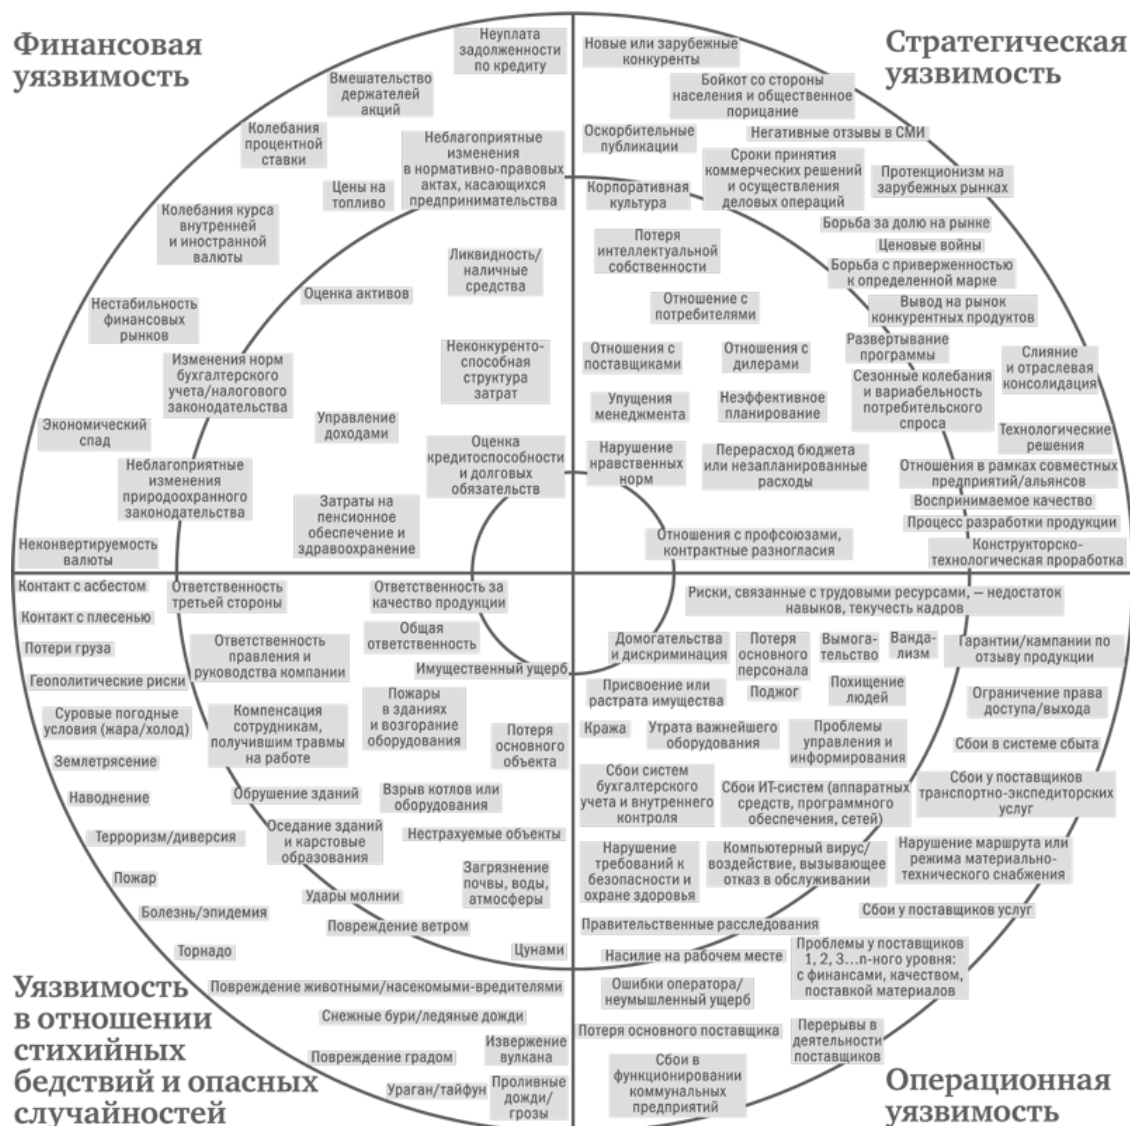 Финансовая
уязвимость
Неуплата
задолженности
по кредиту
Вмешательство
держателей
акций
Колебания
процентной
ставки
Неблагоприятные
изменения
в нормативно-правовых
актах, касающихся
предпринимательства
Цены на
топливо
Колебания курса
внутренней
и иностранной
валюты
Ликвидность/
наличные
средства
Оценка активов
Нестабильность
финансовых
рынков
Изменения норм
бухгалтерского
учета/налогового
законодательства
Неконкуренто-
способная
структура
затрат
Управление
доходами
Экономический
спад
Оценка
кредитоспособности
и долговых
обязательств
Неблагоприятные
изменения
природоохранного
законодательства
Затраты на
пенсионное
обеспечение и
здравоохранение
Неконвертируемость
валюты
Стратегическая
уязвимость
Новые или зарубежные
конкуренты
Бойкот со стороны
населения и общественное
порицание
Оскорбительные
публикации
Негативные отзывы в СМИ
Сроки принятия
коммерческих решений
и осуществления
деловых операций
Протекционизм на
зарубежных рынках
Корпоративная
культура
Борьба за долю на рынке
Потеря
интеллектуальной
собственности
Ценовые войны
Борьба с приверженностью
к определенной марке
Отношение с
потребителями
Вывод на рынок
конкурентных продуктов
Отношения с
поставщиками
Отношения с
дилерами
Развертывание
программы
Слияние
и отраслевая
консолидация
Сезонные колебания
и вариабельность
потребительского
спроса
Упущения
менеджмента
Неэффективное
планирование
Технологические
решения
Нарушение
нравственных
норм
Перерасход бюджета
или незапланированные
расходы
Отношения в рамках совместных
предприятий/альянсов
Воспринимаемое качество
Процесс разработки продукции
Отношения с профсоюзами,
контрактные разногласия
Конструкторско-
технологическая проработка
Контакт с асбестом
Ответственность
третьей стороны
Ответственность за
качество продукции
Контакт с плесенью
Общая
ответственность
Потери груза
Ответственность
правления и
руководства компании
Имущественный ущерб
Геополитические риски
Пожары
в зданиях
и возгорание
оборудования
Суровые погодные
условия (жара/холод)
Компенсация
сотрудникам,
получившим травмы
на работе
Потеря
основного
объекта
Землетрясение
Наводнение
Обрушение зданий
Взрыв котлов или
оборудования
Терроризм/диверсия
Оседание зданий
и карстовые
образования
Нестрахуемые объекты
Пожар
Загрязнение
почвы, воды,
атмосферы
Удары молнии
Болезнь/эпидемия
Повреждение ветром
Торнадо
Цунами
Повреждение животными/насекомыми-вредителями
Снежные бури/ледяные дожди
Повреждение градом
Извержение
вулкана
Ураган/тайфун
Проливные
дожди/
грозы
Уязвимость
в отношении
стихийных
бедствий и опасных
случайностей
Риски, связанные с трудовыми ресурсами, — недостаток
навыков, текучесть кадров
Домогательства
и дискриминация
Потеря
основного
персонала
Вымога-
тельство
Ванда-
лизм
Гарантии/кампании по
отзыву продукции
Присвоение или
растрата имущества
Поджог
Похищение
людей
Ограничение права
доступа/выхода
Кража
Утрата важнейшего
оборудования
Проблемы
управления и
информирования
Сбои в системе сбыта
Сбои систем
бухгалтерского
учета и внутреннего
контроля
Сбои ИТ-систем (аппаратных
средств, программного
обеспечения, сетей)
Сбои у поставщиков
транспортно-экспедиторских
услуг
Нарушение
требований к
безопасности и
охране здоровья
Компьютерный вирус/
воздействие, вызывающее
отказ в обслуживании
Нарушение маршрута или
режима материально-
технического снабжения
Сбои у поставщиков услуг
Правительственные расследования
Насилие на рабочем месте
Проблемы у поставщиков
1, 2, 3...n-ного уровня:
с финансами, качеством,
поставкой материалов
Ошибки оператора/
неумышленный ущерб
Потеря основного поставщика
Перерывы в
деятельности
поставщиков
Сбои в
функционировании
коммунальных
предприятий
Операционная
уязвимость